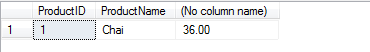 ProductID ProductName (No column name)
1 1 Chai 36.00